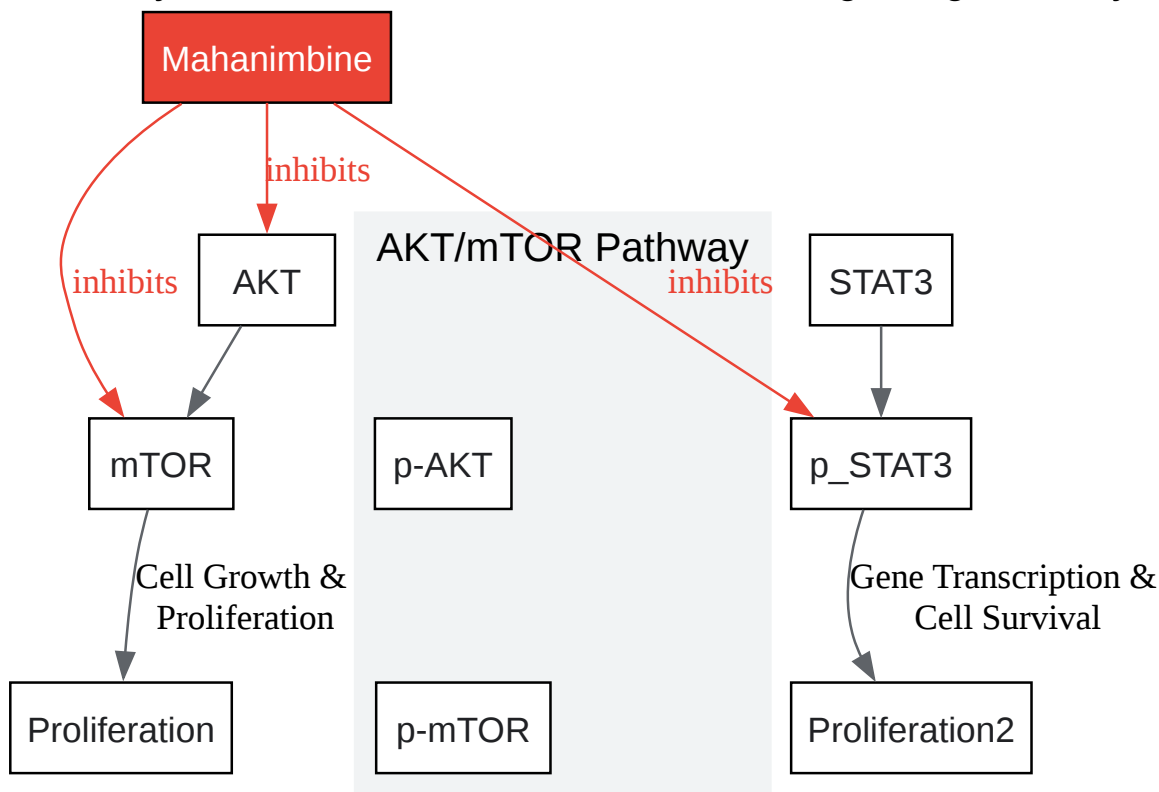 Mahanimbine
inhibits
AKT/mTOR Pathway
AKT
STAT3
inhibits
inhibits
mTOR
p-AKT
p_STAT3
Cell Growth &
Proliferation
Gene Transcription &
Cell Survival
Proliferation
p-mTOR
Proliferation2